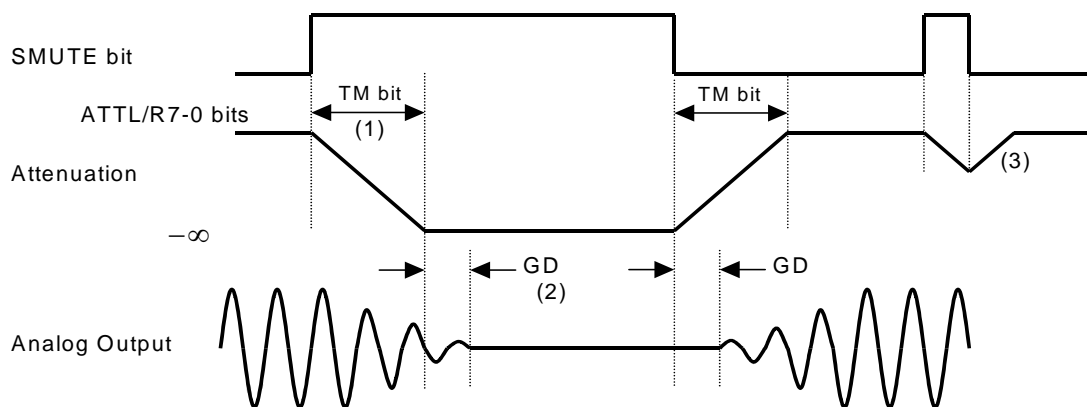 SMUTE bit
ATTL/R7-0 bits
TM bit
(1)
TM bit
Attenuation
(3)
−∞
GD
(2)
GD
Analog Output